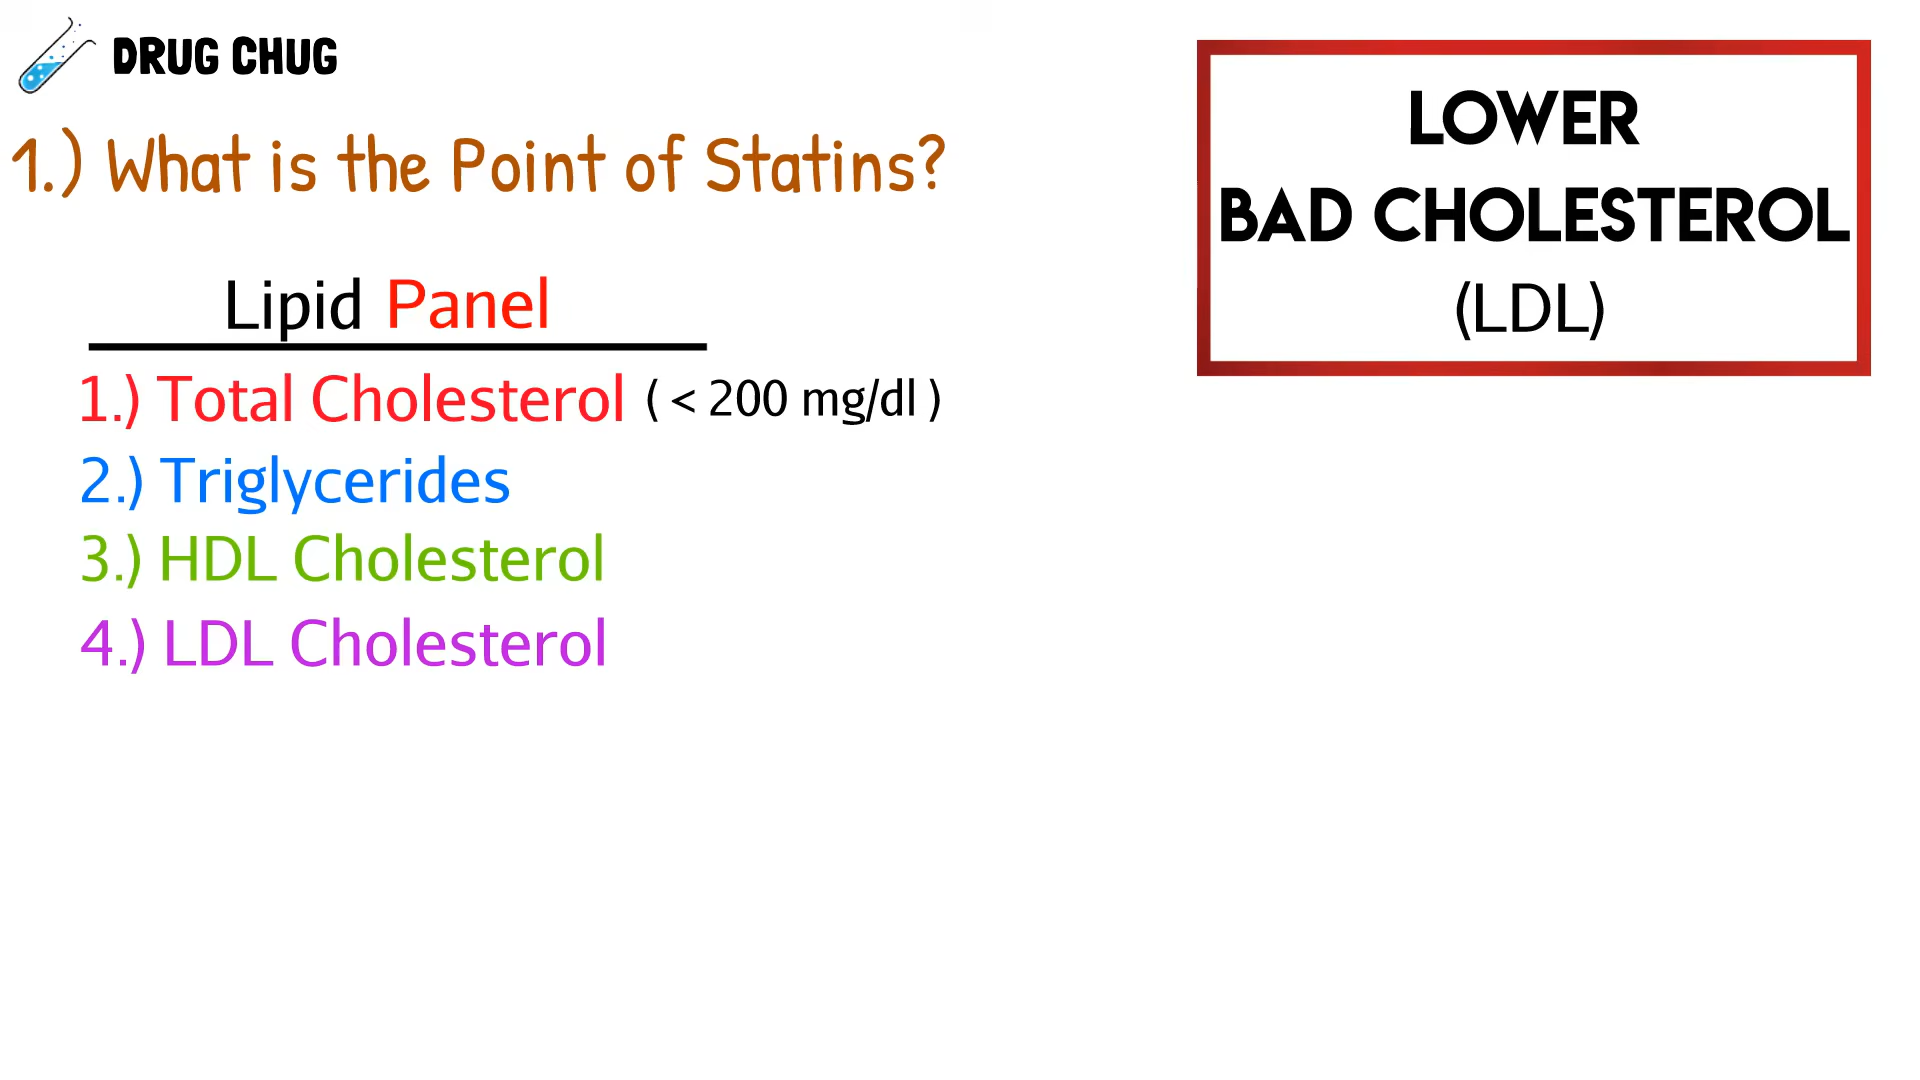 DRUG CHUG
1.) What is the Point of Statins?
LOWER
BAD CHOLESTEROL
(LDL)
Lipid Panel
1.) Total Cholesterol ( < 200 mg/dl )
2.) Triglycerides
3.) HDL Cholesterol
4.) LDL Cholesterol